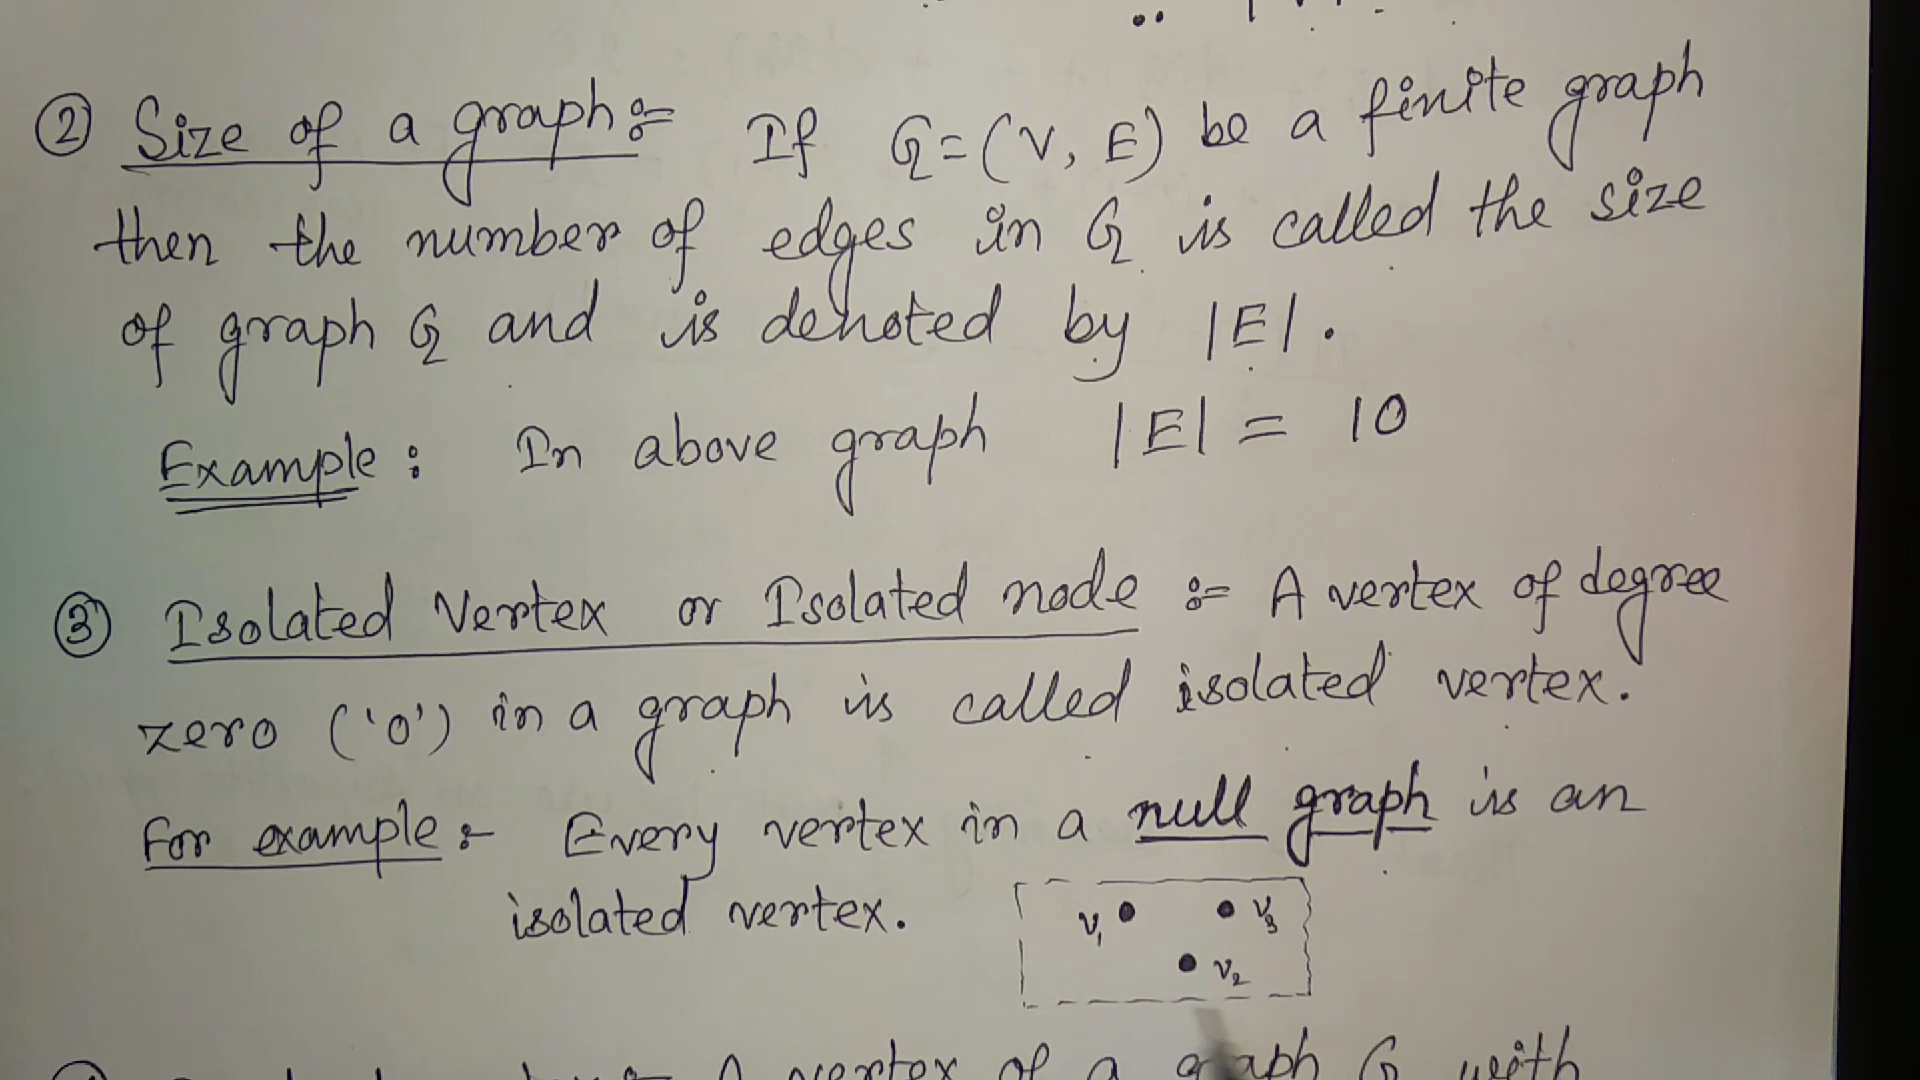 ② Size of a graph:- If G=(V, E) be a finite graph
then the number of edges in G is called the size
of graph G and is denoted by |E|.
Example: In above graph |E| = 10
③ Isolated Vertex or Isolated node :- A vertex of degree
zero ('0') in a graph is called isolated vertex.
For example:- Every vertex in a null graph is an
isolated vertex.
V₁ V₃
V₂
A vertex of a graph G with